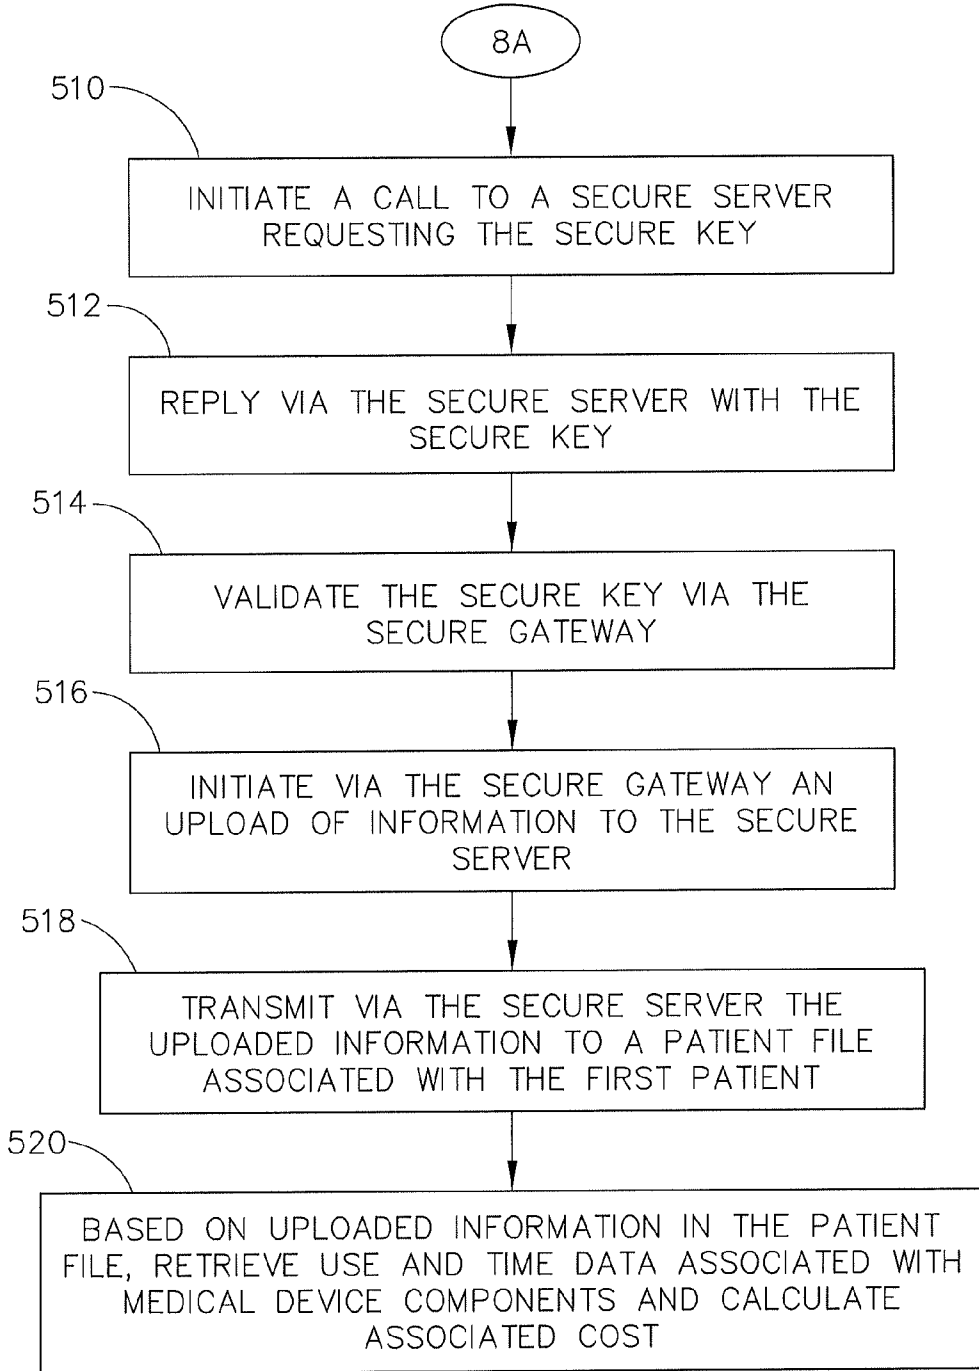 8A
510
INITIATE A CALL TO A SECURE SERVER
REQUESTING THE SECURE KEY
512
REPLY VIA THE SECURE SERVER WITH THE
SECURE KEY
514
VALIDATE THE SECURE KEY VIA THE
SECURE GATEWAY
516
INITIATE VIA THE SECURE GATEWAY AN
UPLOAD OF INFORMATION TO THE SECURE
SERVER
518
TRANSMIT VIA THE SECURE SERVER THE
UPLOADED INFORMATION TO A PATIENT FILE
ASSOCIATED WITH THE FIRST PATIENT
520
BASED ON UPLOADED INFORMATION IN THE PATIENT
FILE, RETRIEVE USE AND TIME DATA ASSOCIATED WITH
MEDICAL DEVICE COMPONENTS AND CALCULATE
ASSOCIATED COST